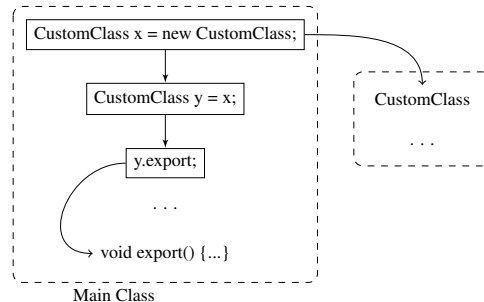 CustomClass x = new CustomClass;
CustomClass y = x;
CustomClass
. . .
y.export;
. . .
void export() {...}
Main Class